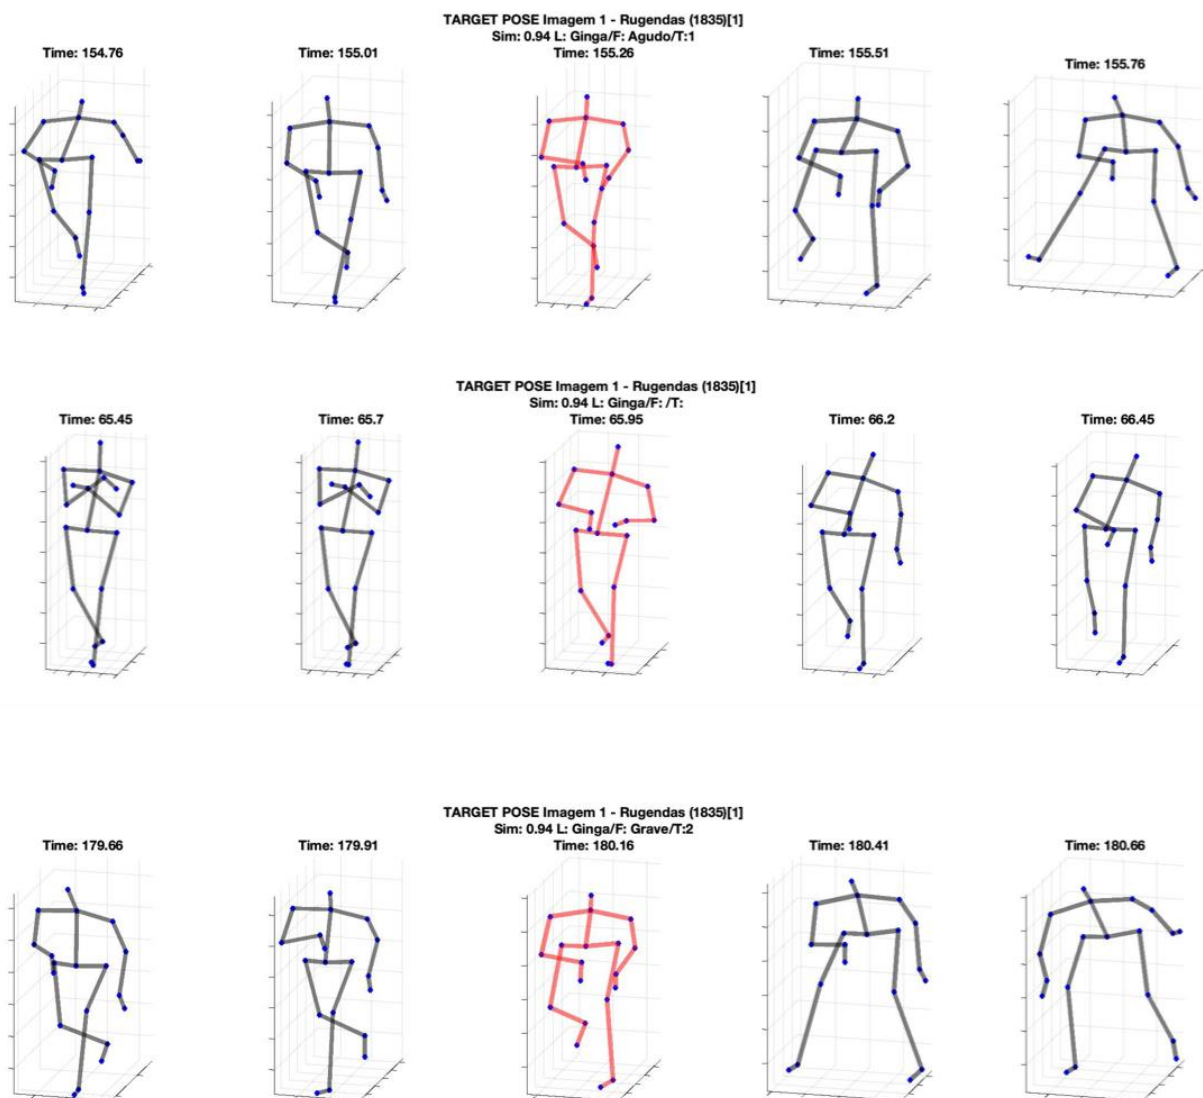 TARGET POSE Imagem 1 - Rugendas (1835)[1]
Sim: 0.94 L: Ginga/F: Agudo/T:1
Time: 154.76 Time: 155.01 Time: 155.26 Time: 155.51 Time: 155.76
TARGET POSE Imagem 1 - Rugendas (1835)[1]
Sim: 0.94 L: Ginga/F: /T:
Time: 65.45 Time: 65.7 Time: 65.95 Time: 66.2 Time: 66.45
TARGET POSE Imagem 1 - Rugendas (1835)[1]
Sim: 0.94 L: Ginga/F: Grave/T:2
Time: 179.66 Time: 179.91 Time: 180.16 Time: 180.41 Time: 180.66